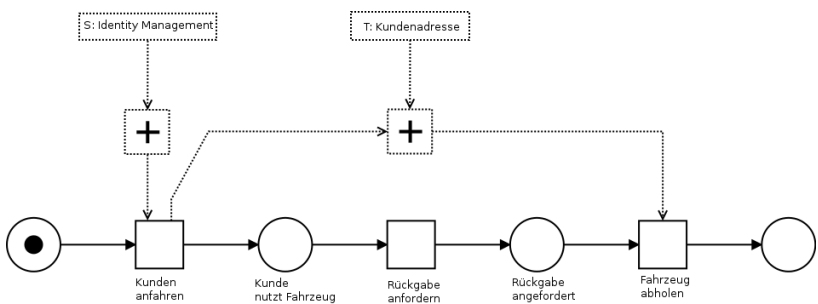 S: Identity Management
T: Kundenadresse
Kunden
anfahren
Kunde
nutzt Fahrzeug
Rückgabe
anfordern
Rückgabe
angefordert
Fahrzeug
abholen